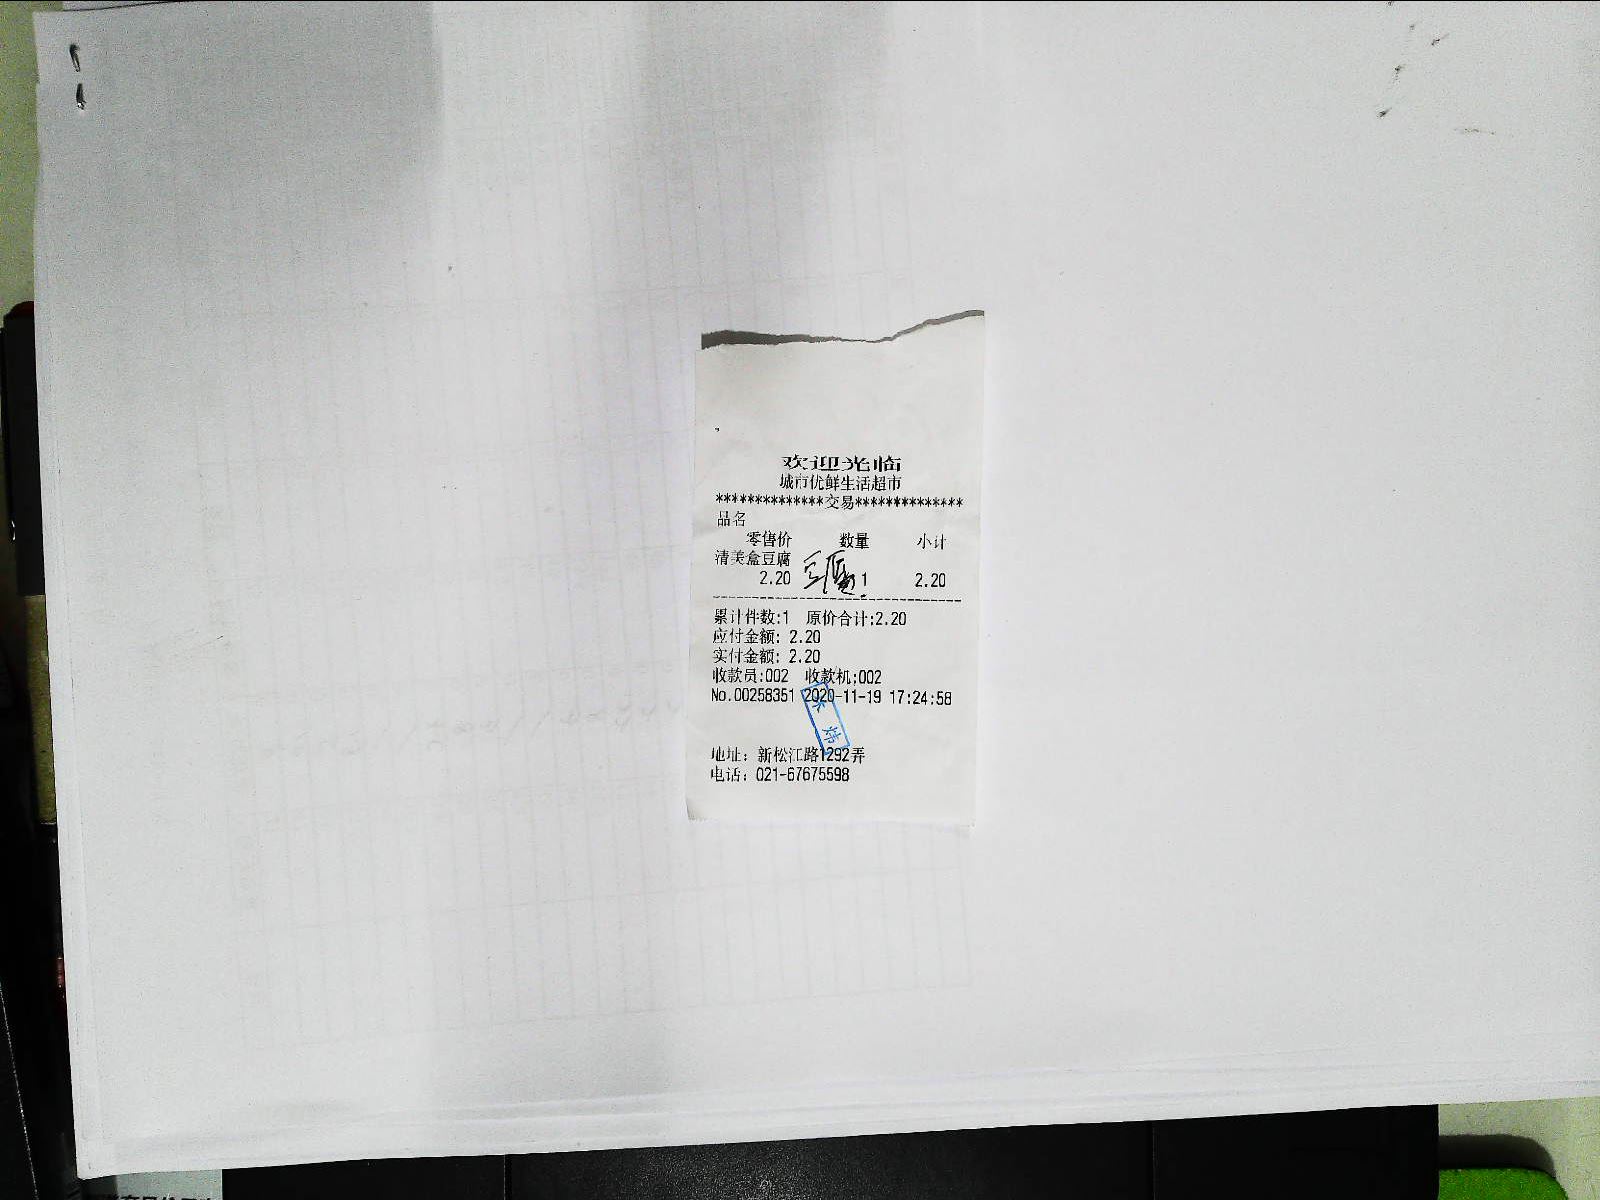 欢迎光临
城市优鲜生活超市
**************交易**************
品名
零售价 数量 小计
清美盒豆腐
豆腐
2.20 1 2.20
累计件数:1 原价合计:2.20
应付金额: 2.20
实付金额: 2.20
收款员:002 收款机:002
No.00258351 2020-11-19 17:24:58
地址: 新松江路1292弄
电话: 021-67675598